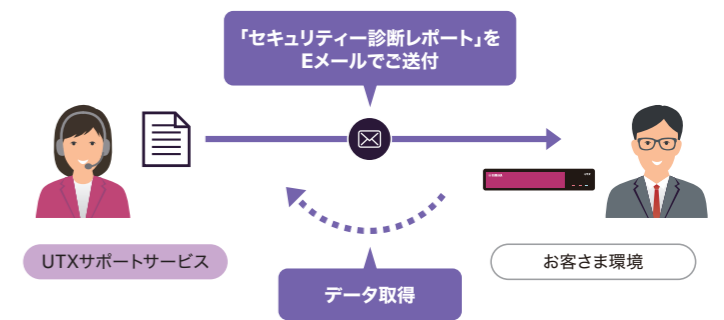 「セキュリティー診断レポート」を
Eメールでご送付
UTXサポートサービス
お客さま環境
データ取得